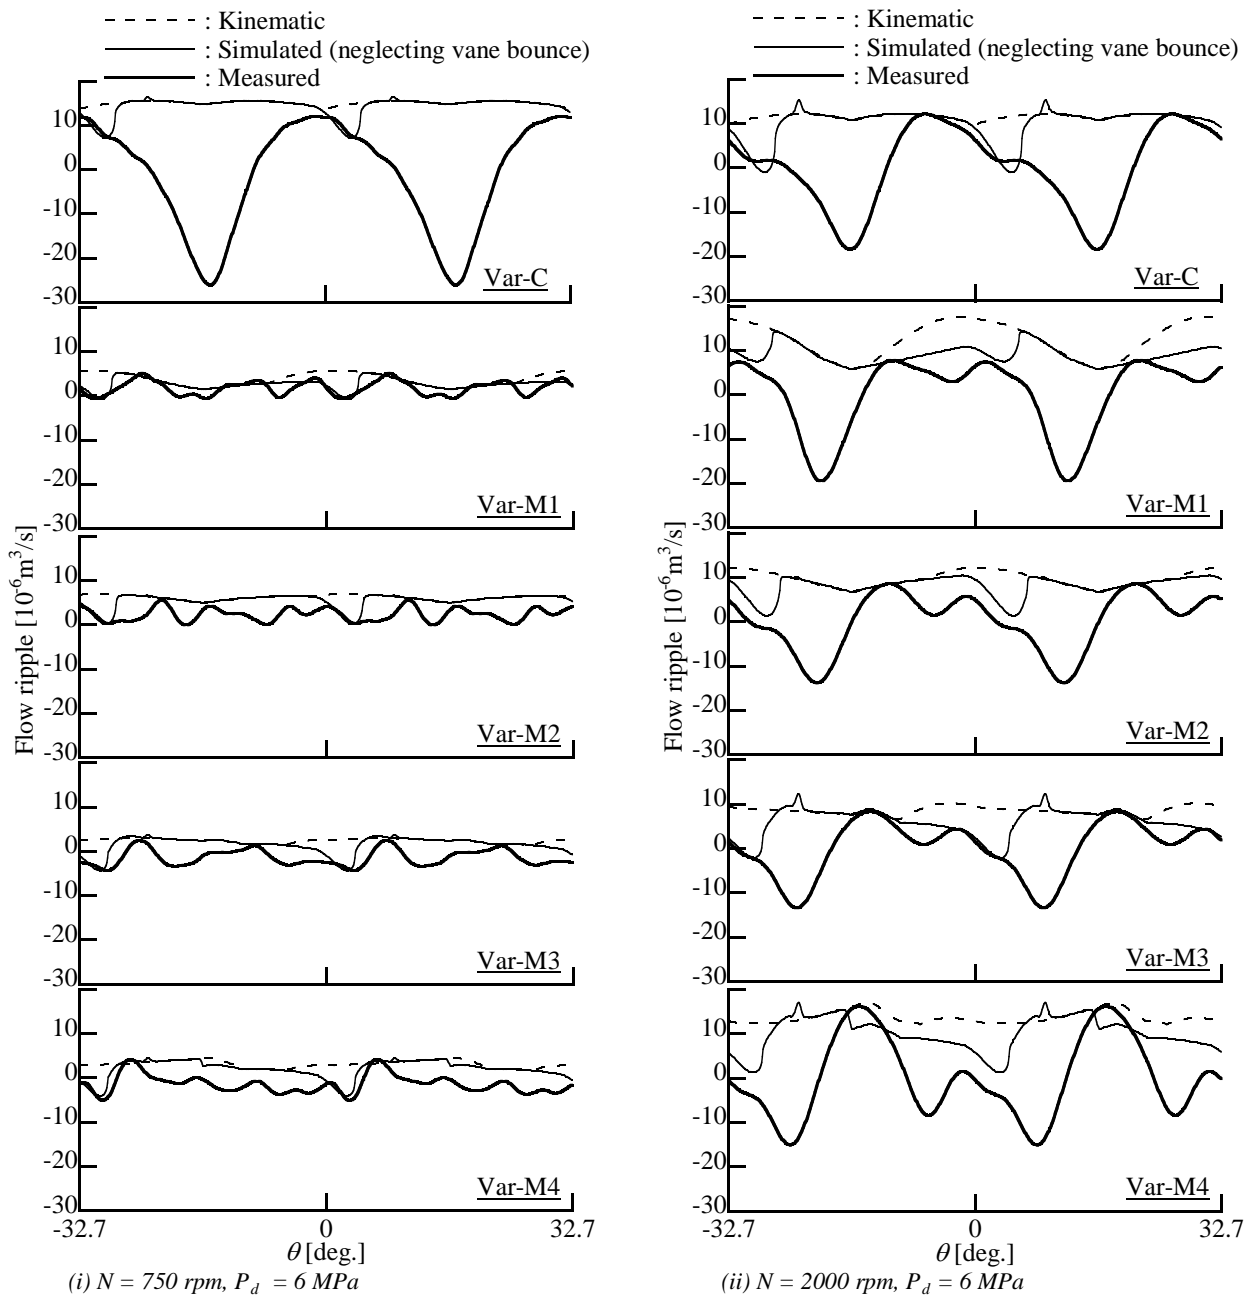 : Kinematic
: Simulated (neglecting vane bounce)
: Measured
10
0
-10
-20
-30
Var-C
10
0
-10
-20
-30
Var-M1
10
0
-10
-20
-30
Var-M2
10
0
-10
-20
-30
Var-M3
10
0
-10
-20
-30
Var-M4
Flow ripple [10⁻⁶m³/s]
-32.7 0 32.7
θ [deg.]
(i) N = 750 rpm, P_d = 6 MPa
: Kinematic
: Simulated (neglecting vane bounce)
: Measured
10
0
-10
-20
-30
Var-C
10
0
-10
-20
-30
Var-M1
10
0
-10
-20
-30
Var-M2
10
0
-10
-20
-30
Var-M3
10
0
-10
-20
-30
Var-M4
Flow ripple [10⁻⁶m³/s]
-32.7 0 32.7
θ [deg.]
(ii) N = 2000 rpm, P_d = 6 MPa